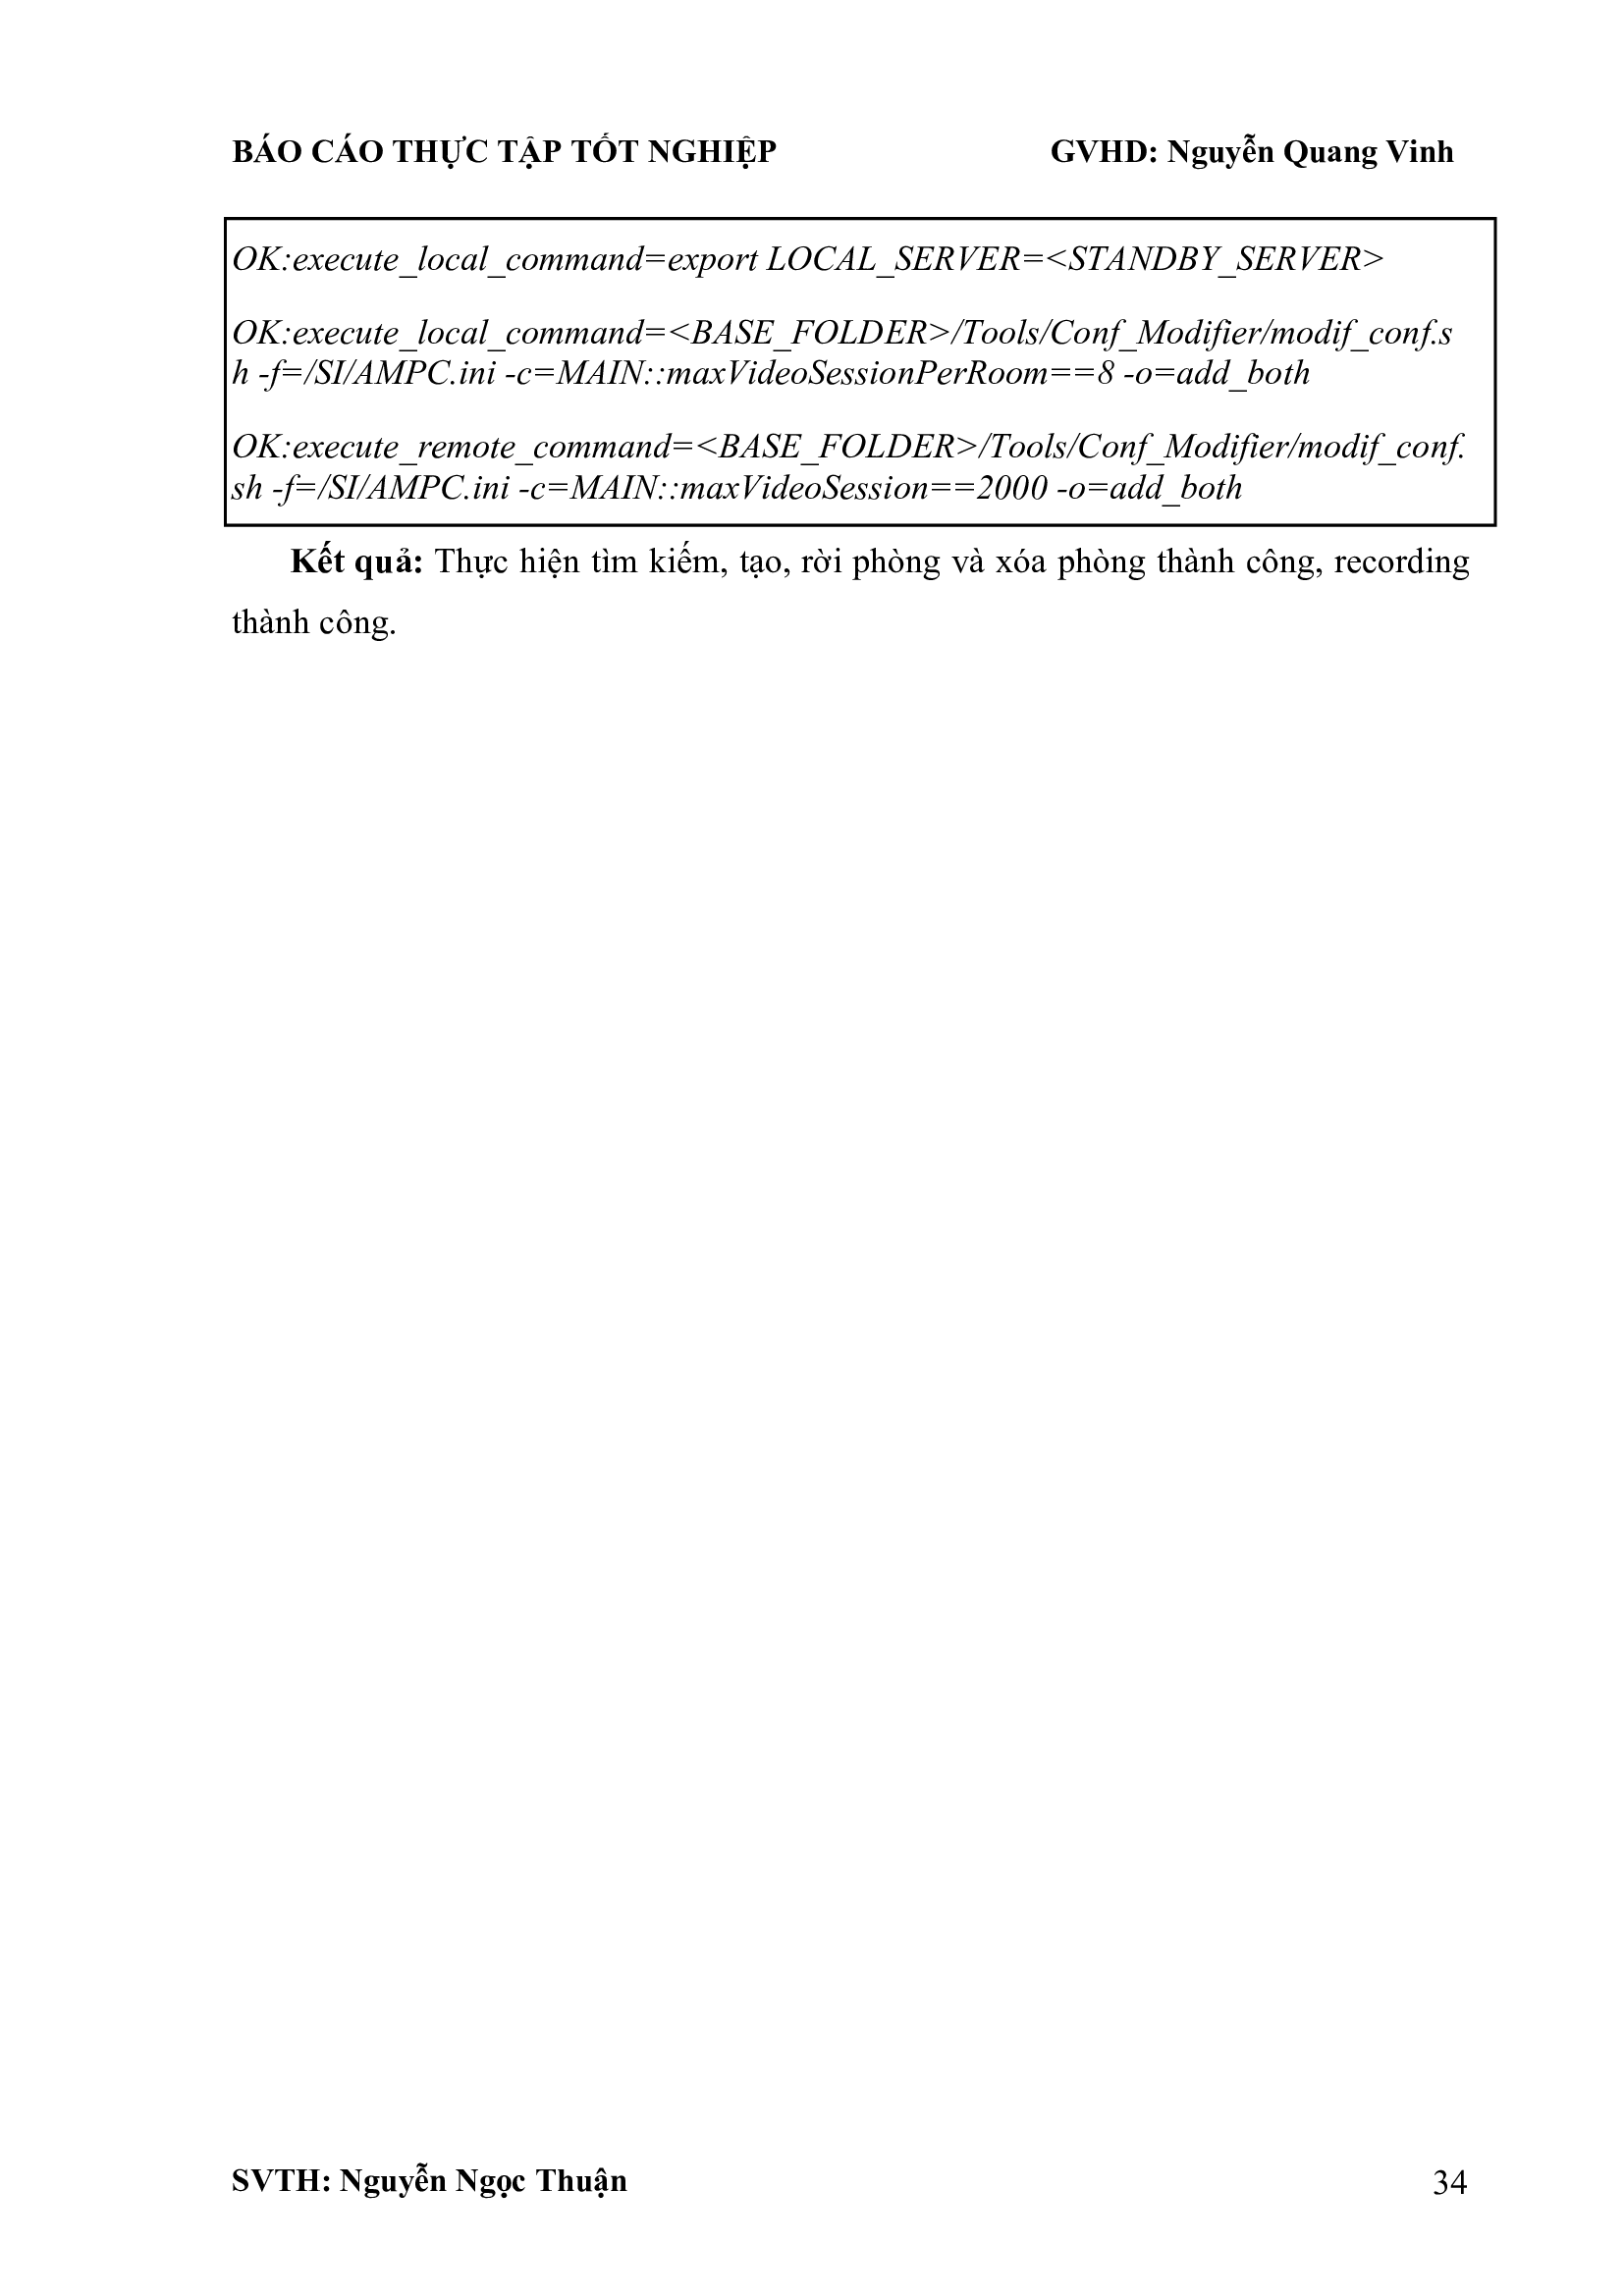 BÁO CÁO THỰC TẬP TỐT NGHIỆP GVHD: Nguyễn Quang Vinh
OK:execute_local_command=export LOCAL_SERVER=<STANDBY_SERVER>
OK:execute_local_command=<BASE_FOLDER>/Tools/Conf_Modifier/modif_conf.s
h -f=/SI/AMPC.ini -c=MAIN::maxVideoSessionPerRoom==8 -o=add_both
OK:execute_remote_command=<BASE_FOLDER>/Tools/Conf_Modifier/modif_conf.
sh -f=/SI/AMPC.ini -c=MAIN::maxVideoSession==2000 -o=add_both
Kết quả: Thực hiện tìm kiếm, tạo, rời phòng và xóa phòng thành công, recording
thành công.
SVTH: Nguyễn Ngọc Thuận 34